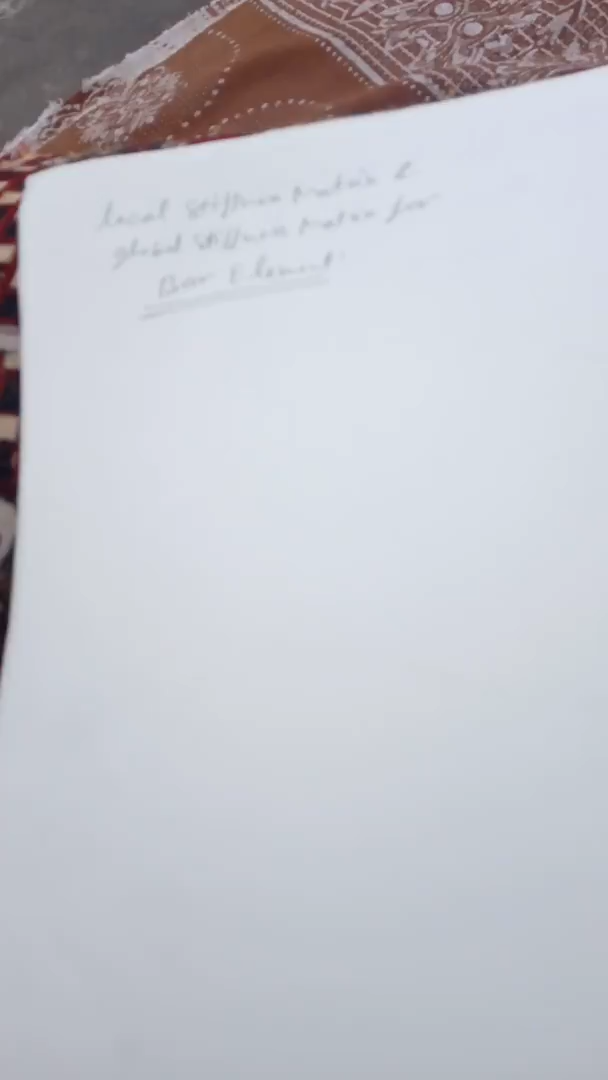 local stiffness Matrix &
global stiffness Matrix for
Bar Element